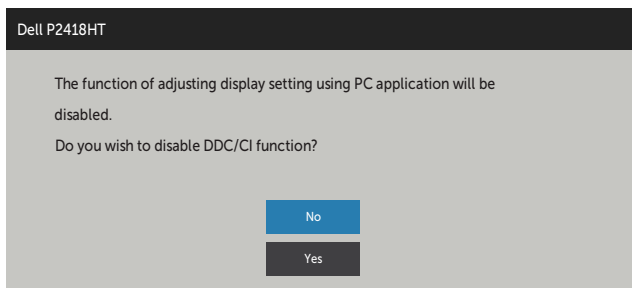 Dell P2418HT
The function of adjusting display setting using PC application will be
disabled.
Do you wish to disable DDC/CI function?
No
Yes